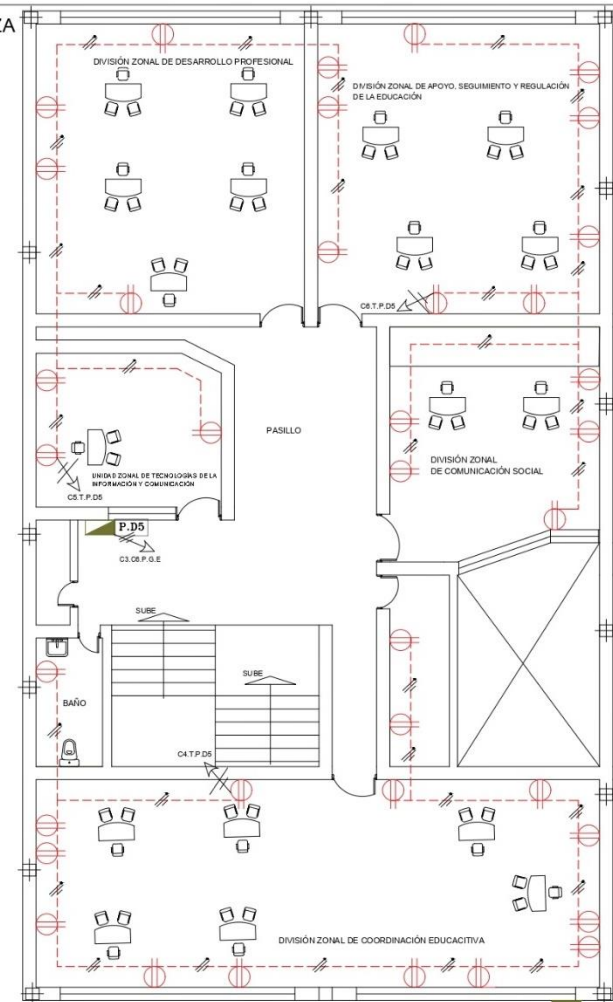 ZA
DIVISIÓN ZONAL DE DESARROLLO PROFESIONAL
DIVISIÓN ZONAL DE APOYO, SEGUIMIENTO Y REGULACIÓN
DE LA EDUCACIÓN
C6.T.P.D5
PASILLO
DIVISIÓN ZONAL
DE COMUNICACIÓN SOCIAL
UNIDAD ZONAL DE TECNOLOGÍAS DE LA
INFORMACIÓN Y COMUNICACIÓN
C5.T.P.D5
P.D5
C3.C6.P.G.E
SUBE
SUBE
BAÑO
C4.T.P.D5
DIVISIÓN ZONAL DE COORDINACIÓN EDUCACITIVA